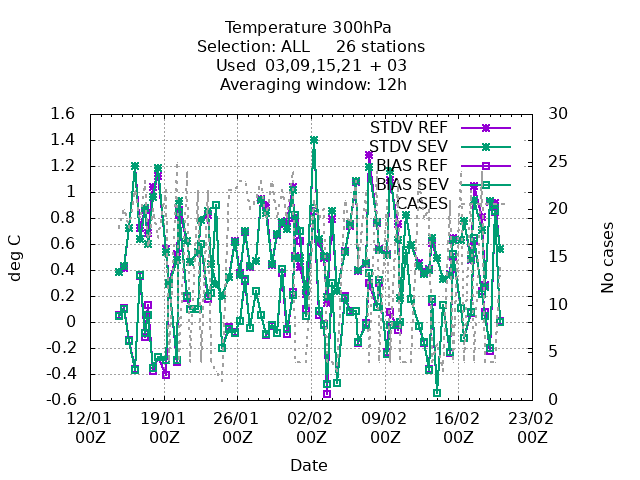 Temperature 300hPa
Selection: ALL 26 stations
Used 03,09,15,21 + 03
Averaging window: 12h
deg C
1.6
1.4
1.2
1
0.8
0.6
0.4
0.2
0
-0.2
-0.4
-0.6
STDV REF
STDV SEV
BIAS REF
BIAS SEV
CASES
30
25
20
15
10
5
0
No cases
12/01 19/01 26/01 02/02 09/02 16/02 23/02
00Z 00Z 00Z 00Z 00Z 00Z 00Z
Date